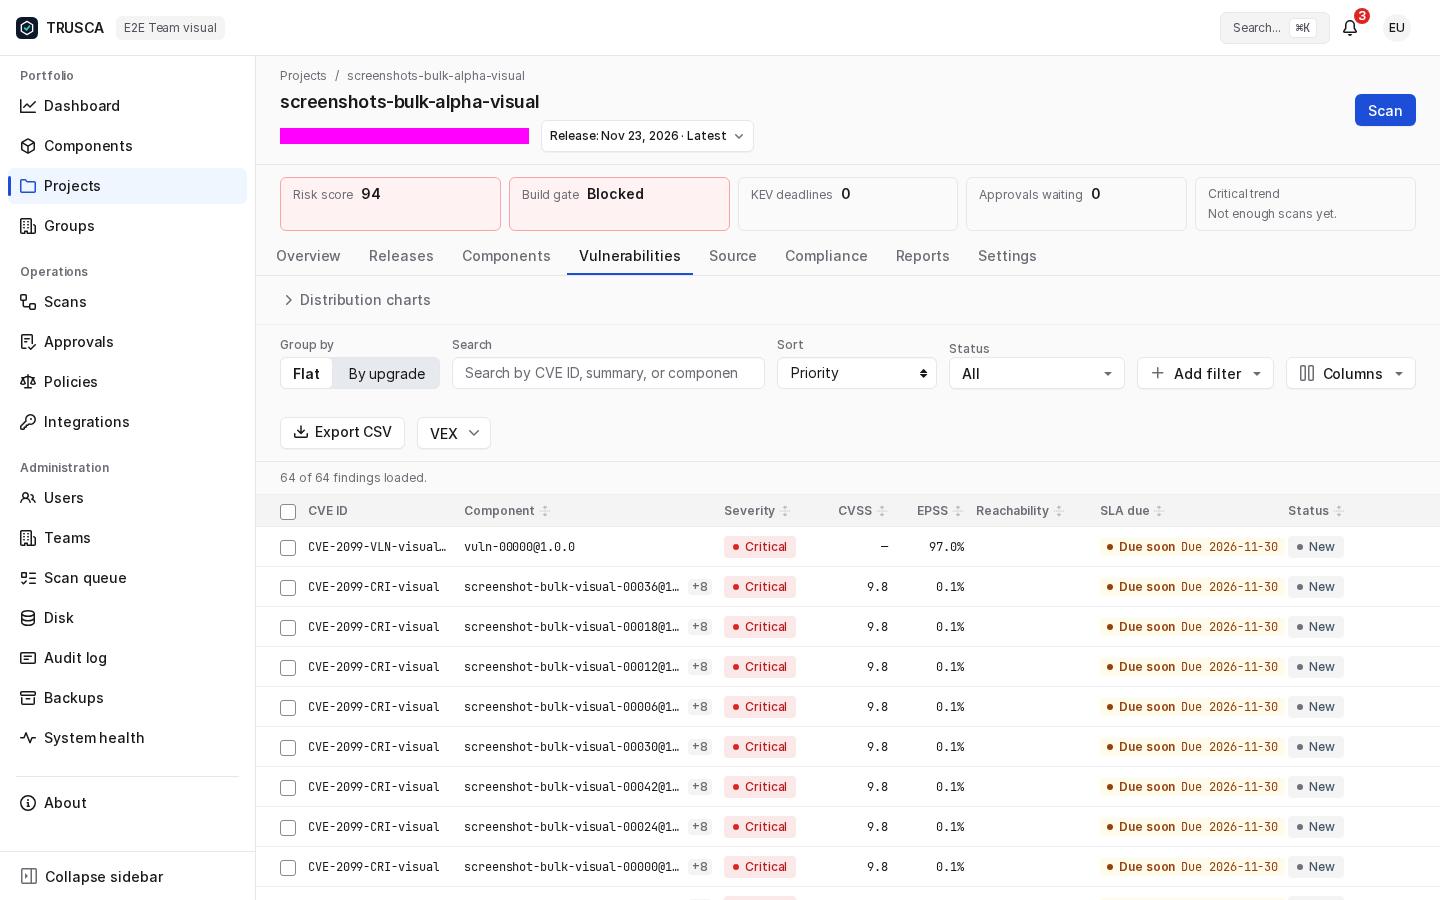 TRUSCA E2E Team visual Search... ⌘K 3 EU
Portfolio
Dashboard
Components
Projects
Groups
Operations
Scans
Approvals
Policies
Integrations
Administration
Users
Teams
Scan queue
Disk
Audit log
Backups
System health
About
Collapse sidebar
Projects / screenshots-bulk-alpha-visual
screenshots-bulk-alpha-visual
Release: Nov 23, 2026 · Latest
Scan
Risk score 94
Build gate Blocked
KEV deadlines 0
Approvals waiting 0
Critical trend
Not enough scans yet.
Overview Releases Components Vulnerabilities Source Compliance Reports Settings
Distribution charts
Group by Search Sort Status
Flat By upgrade Search by CVE ID, summary, or componen Priority All Add filter Columns
Export CSV VEX
64 of 64 findings loaded.
CVE ID Component Severity CVSS EPSS Reachability SLA due Status
CVE-2099-VLN-visual… vuln-00000@1.0.0 Critical — 97.0% Due soon Due 2026-11-30 New
CVE-2099-CRI-visual screenshot-bulk-visual-00036@1… +8 Critical 9.8 0.1% Due soon Due 2026-11-30 New
CVE-2099-CRI-visual screenshot-bulk-visual-00018@1… +8 Critical 9.8 0.1% Due soon Due 2026-11-30 New
CVE-2099-CRI-visual screenshot-bulk-visual-00012@1… +8 Critical 9.8 0.1% Due soon Due 2026-11-30 New
CVE-2099-CRI-visual screenshot-bulk-visual-00006@1… +8 Critical 9.8 0.1% Due soon Due 2026-11-30 New
CVE-2099-CRI-visual screenshot-bulk-visual-00030@1… +8 Critical 9.8 0.1% Due soon Due 2026-11-30 New
CVE-2099-CRI-visual screenshot-bulk-visual-00042@1… +8 Critical 9.8 0.1% Due soon Due 2026-11-30 New
CVE-2099-CRI-visual screenshot-bulk-visual-00024@1… +8 Critical 9.8 0.1% Due soon Due 2026-11-30 New
CVE-2099-CRI-visual screenshot-bulk-visual-00000@1… +8 Critical 9.8 0.1% Due soon Due 2026-11-30 New